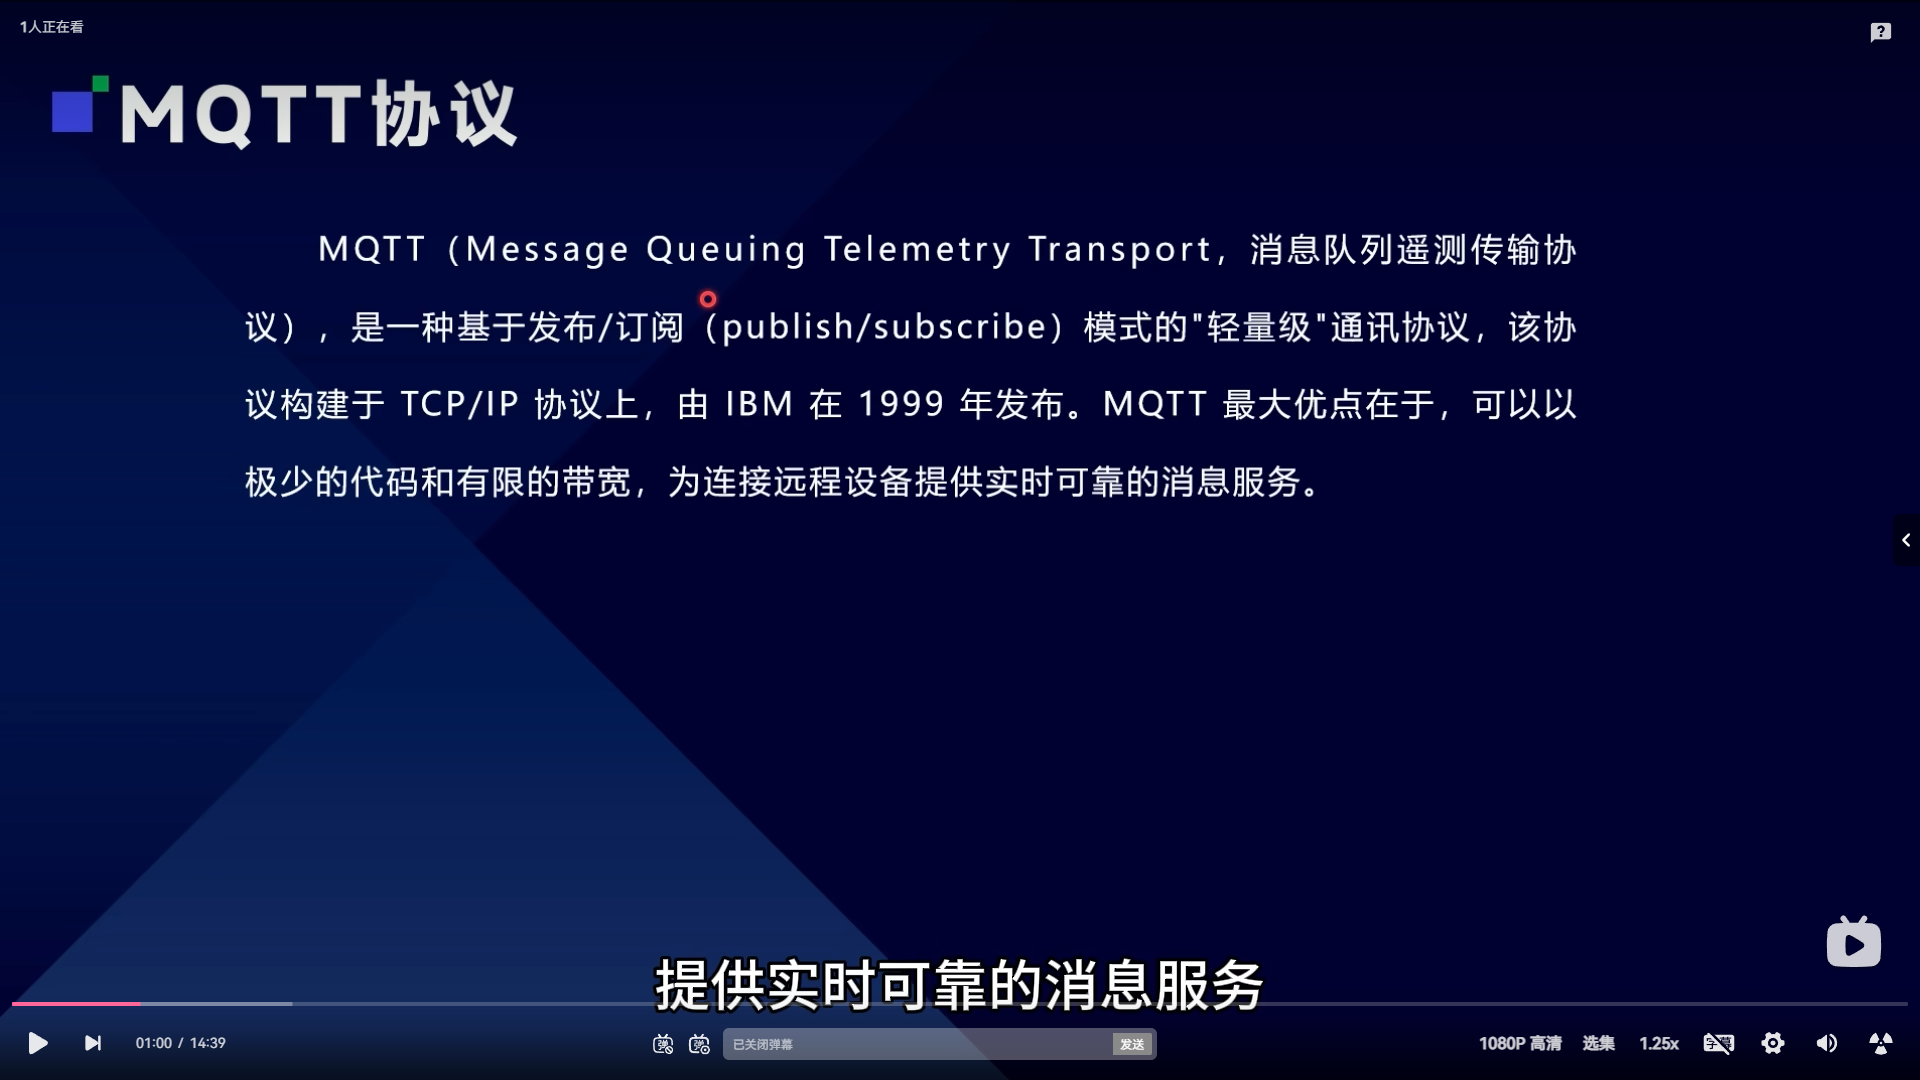 1人正在看
MQTT协议
MQTT（Message Queuing Telemetry Transport，消息队列遥测传输协
议），是一种基于发布/订阅（publish/subscribe）模式的"轻量级"通讯协议，该协
议构建于 TCP/IP 协议上，由 IBM 在 1999 年发布。MQTT 最大优点在于，可以以
极少的代码和有限的带宽，为连接远程设备提供实时可靠的消息服务。
提供实时可靠的消息服务
01:00 / 14:39
弹
弹
已关闭弹幕
发送
1080P 高清
选集
1.25x
字幕